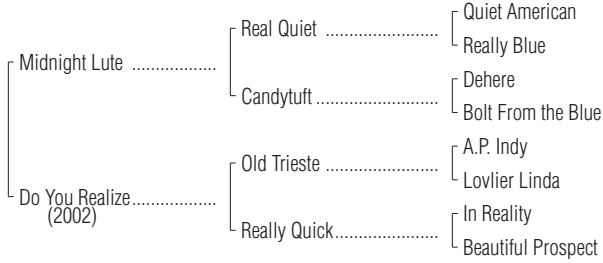 Quiet American
Real Quiet ....................
Really Blue
Midnight Lute ...............
Dehere
Candytuft ......................
Bolt From the Blue
A.P. Indy
Old Trieste ....................
Lovlier Linda
Do You Realize...............
(2002)
In Reality
Really Quick...................
Beautiful Prospect